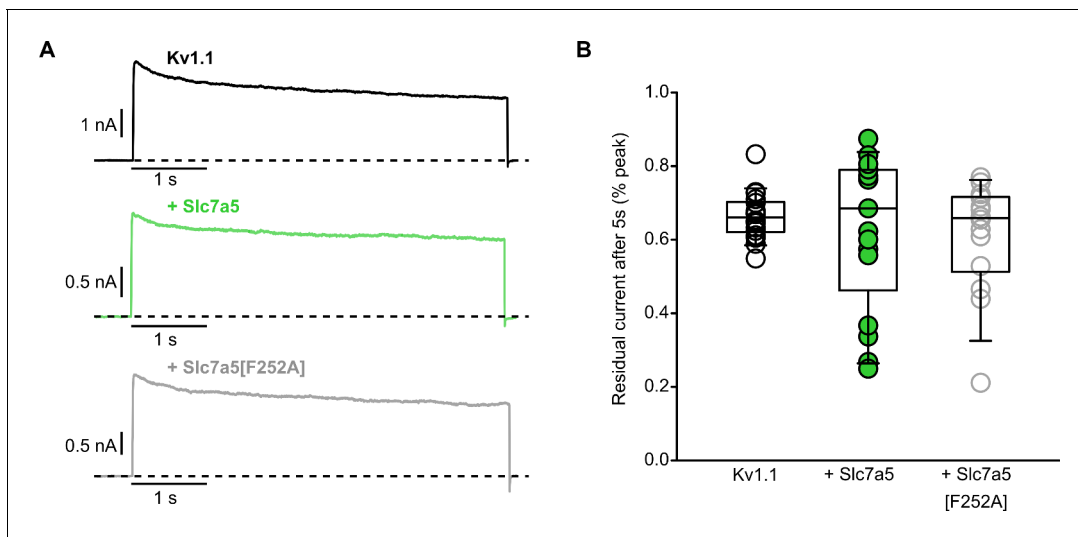 A
Kv1.1
1 nA
1 s
+ Slc7a5
0.5 nA
1 s
+ Slc7a5[F252A]
0.5 nA
1 s
B
Residual current after 5s (% peak)
1.0
0.8
0.6
0.4
0.2
0.0
Kv1.1
+ Slc7a5
+ Slc7a5
[F252A]